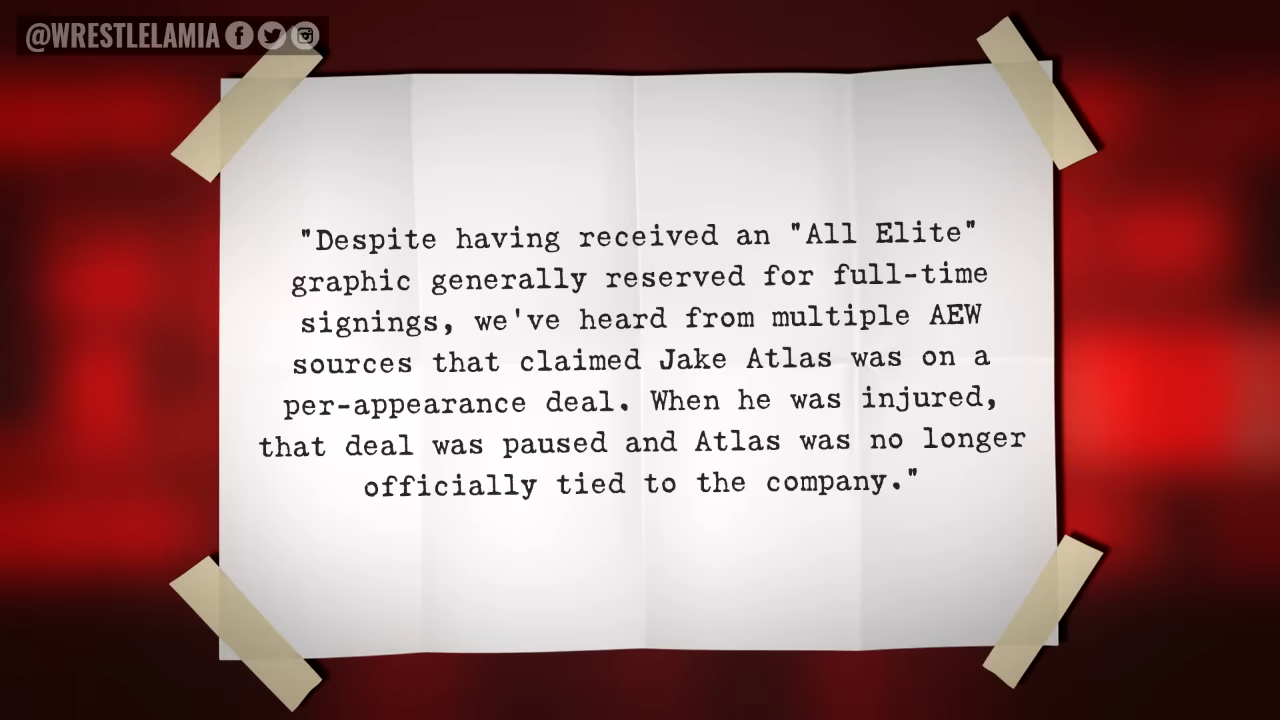 @WRESTLELAMIA
"Despite having received an "All Elite"
graphic generally reserved for full-time
signings, we've heard from multiple AEW
sources that claimed Jake Atlas was on a
per-appearance deal. When he was injured,
that deal was paused and Atlas was no longer
officially tied to the company."